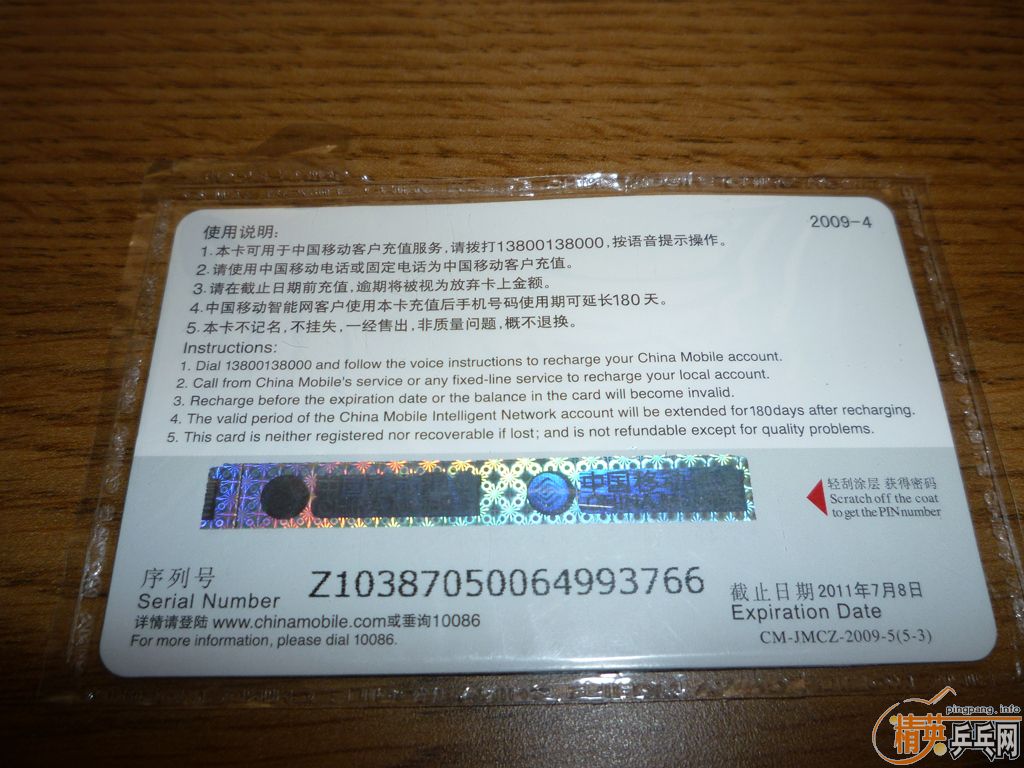 2009-4
使用说明:
1.本卡可用于中国移动客户充值服务,请拨打13800138000,按语音提示操作。
2.请使用中国移动电话或固定电话为中国移动客户充值。
3.请在截止日期前充值,逾期将被视为放弃卡上金额。
4.中国移动智能网客户使用本卡充值后手机号码使用期可延长180天。
5.本卡不记名,不挂失,一经售出,非质量问题,概不退换。
Instructions:
1. Dial 13800138000 and follow the voice instructions to recharge your China Mobile account.
2. Call from China Mobile's service or any fixed-line service to recharge your local account.
3. Recharge before the expiration date or the balance in the card will become invalid.
4. The valid period of the China Mobile Intelligent Network account will be extended for180days after recharging.
5. This card is neither registered nor recoverable if lost; and is not refundable except for quality problems.
中国移动
轻刮涂层 获得密码
Scratch off the coat
to get the PIN number
序列号 Z10387050064993766
Serial Number
截止日期 2011年7月8日
Expiration Date
详情请登陆 www.chinamobile.com或垂询10086
For more information, please dial 10086.
CM-JMCZ-2009-5(5-3)
pingpang.info
精英乒乓网